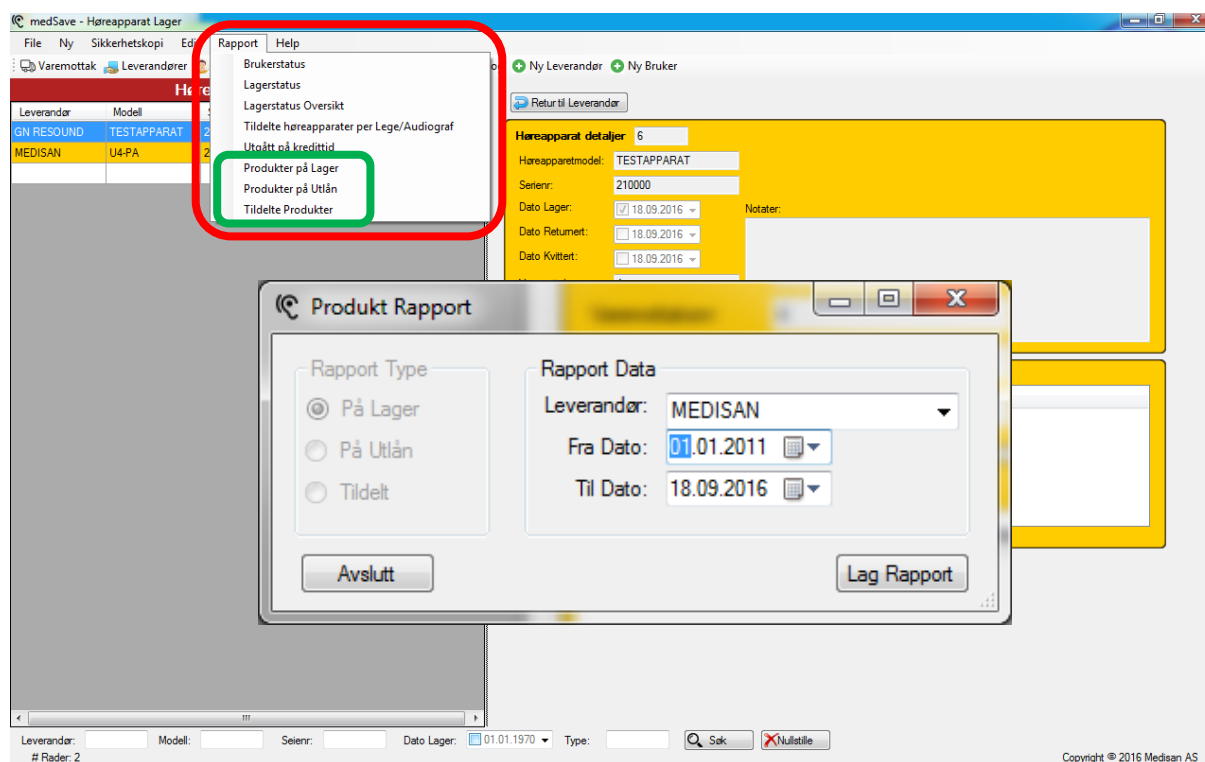 medSave - Høreapparat Lager
File Ny Sikkerhetskopi Edi Rapport Help
Varemottak Leverandører Ny Leverandør Ny Bruker
Brukerstatus
Lagerstatus
Lagerstatus Oversikt
Tildelte høreapparater per Lege/Audiograf
Utgått på kredittid
Produkter på Lager
Produkter på Utlån
Tildelte Produkter
Leverandør Modell
GN RESOUND TESTAPPARAT
MEDISAN U4-PA
Retur til Leverandør
Høreapparat detaljer 6
Høreapparetmodel: TESTAPPARAT
Serienr: 210000
Dato Lager: 18.09.2016 Notater:
Dato Returnert: 18.09.2016
Dato Kvittert: 18.09.2016
Produkt Rapport
Rapport Type
På Lager
På Utlån
Tildelt
Rapport Data
Leverandør: MEDISAN
Fra Dato: 01.01.2011
Til Dato: 18.09.2016
Avslutt Lag Rapport
Leverandør: Modell: Seienr: Dato Lager: 01.01.1970 Type: Søk Nullstille
# Rader: 2
Copyright © 2016 Medisan AS